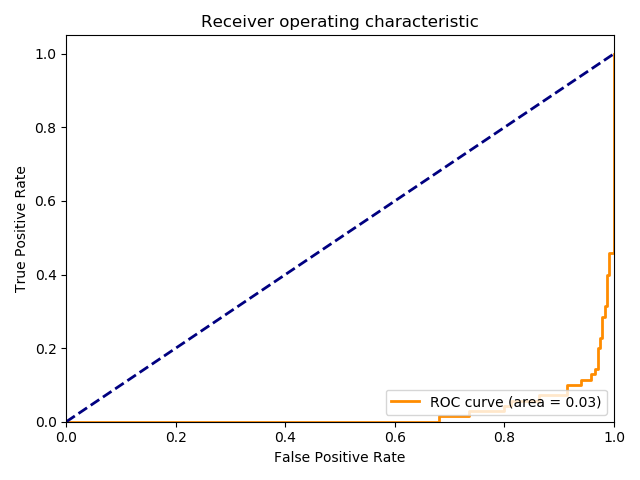 Receiver operating characteristic
True Positive Rate
1.0
0.8
0.6
0.4
0.2
0.0
ROC curve (area = 0.03)
0.0 0.2 0.4 0.6 0.8 1.0
False Positive Rate